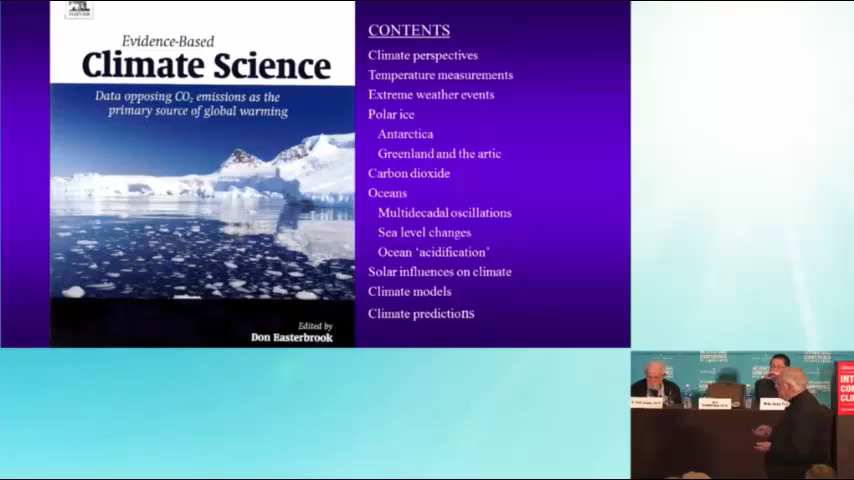 ELSEVIER
Evidence-Based
Climate Science
Data opposing CO₂ emissions as the
primary source of global warming
Edited by
Don Easterbrook
CONTENTS
Climate perspectives
Temperature measurements
Extreme weather events
Polar ice
Antarctica
Greenland and the artic
Carbon dioxide
Oceans
Multidecadal oscillations
Sea level changes
Ocean ‘acidification’
Solar influences on climate
Climate models
Climate predictions